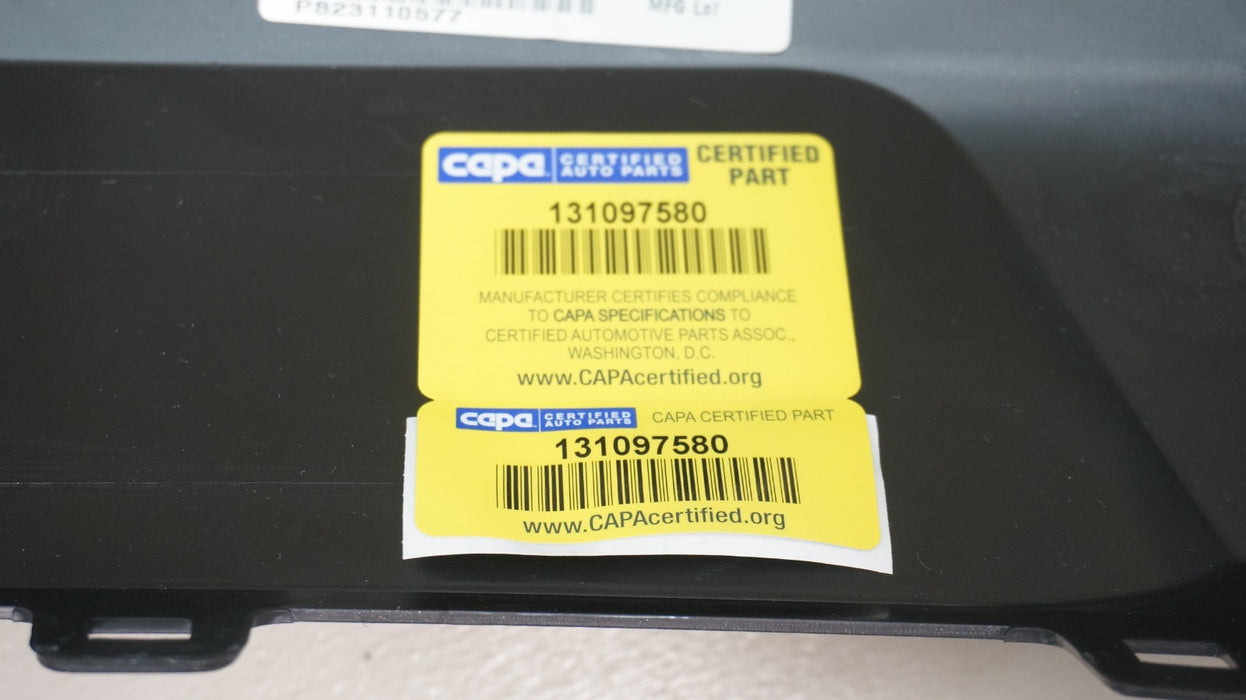 P823110577
MFG Lot
capa CERTIFIED AUTO PARTS
CERTIFIED PART
131097580
MANUFACTURER CERTIFIES COMPLIANCE
TO CAPA SPECIFICATIONS TO
CERTIFIED AUTOMOTIVE PARTS ASSOC.,
WASHINGTON, D.C.
www.CAPAcertified.org
capa CERTIFIED AUTO PARTS
CAPA CERTIFIED PART
131097580
www.CAPAcertified.org